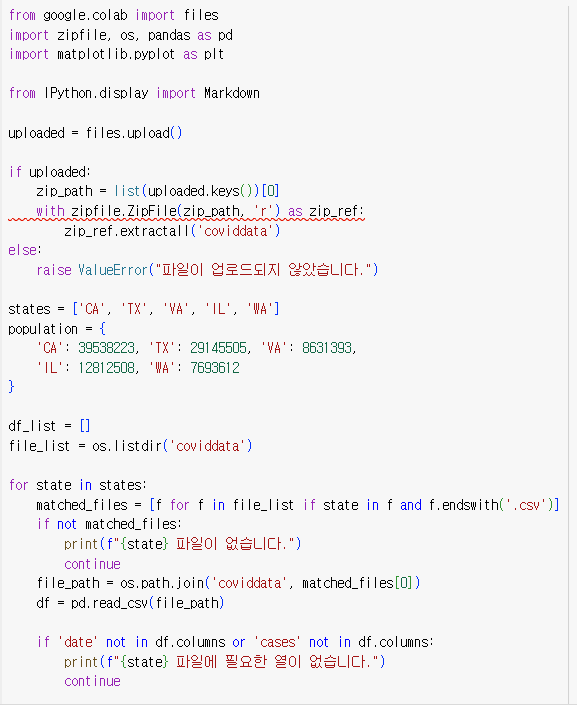 from google.colab import files
import zipfile, os, pandas as pd
import matplotlib.pyplot as plt

from IPython.display import Markdown

uploaded = files.upload()

if uploaded:
    zip_path = list(uploaded.keys())[0]
    with zipfile.ZipFile(zip_path, 'r') as zip_ref:
        zip_ref.extractall('coviddata')
else:
    raise ValueError("파일이 업로드되지 않았습니다.")

states = ['CA', 'TX', 'VA', 'IL', 'WA']
population = {
    'CA': 39538223, 'TX': 29145505, 'VA': 8631393,
    'IL': 12812508, 'WA': 7693612
}

df_list = []
file_list = os.listdir('coviddata')

for state in states:
    matched_files = [f for f in file_list if state in f and f.endswith('.csv')]
    if not matched_files:
        print(f"{state} 파일이 없습니다.")
        continue
    file_path = os.path.join('coviddata', matched_files[0])
    df = pd.read_csv(file_path)

    if 'date' not in df.columns or 'cases' not in df.columns:
        print(f"{state} 파일에 필요한 열이 없습니다.")
        continue